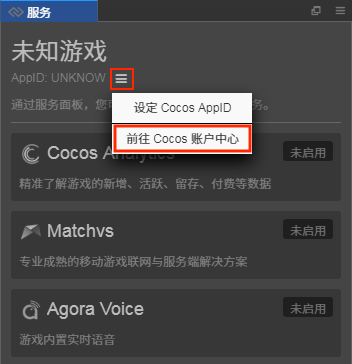 服务
未知游戏
AppID: UNKNOW
设定 Cocos AppID
通过服务面板，您可 务。
前往 Cocos 账户中心
Cocos Analytics 未启用
精准了解游戏的新增、活跃、留存、付费等数据
Matchvs 未启用
专业成熟的移动游戏联网与服务端解决方案
Agora Voice 未启用
游戏内置实时语音